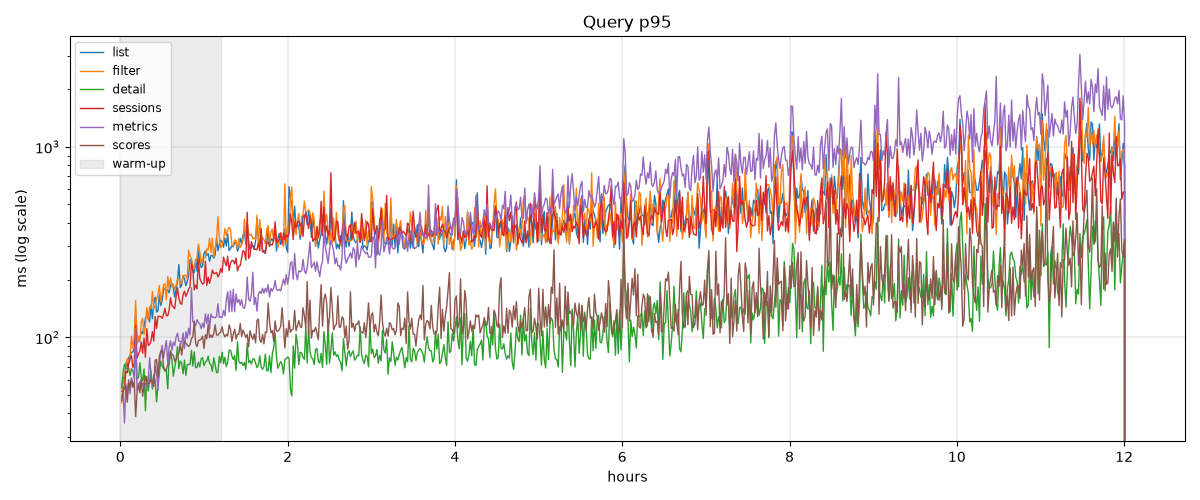 Query p95
list
filter
detail
sessions
metrics
scores
warm-up
ms (log scale)
10³
10²
0 2 4 6 8 10 12
hours